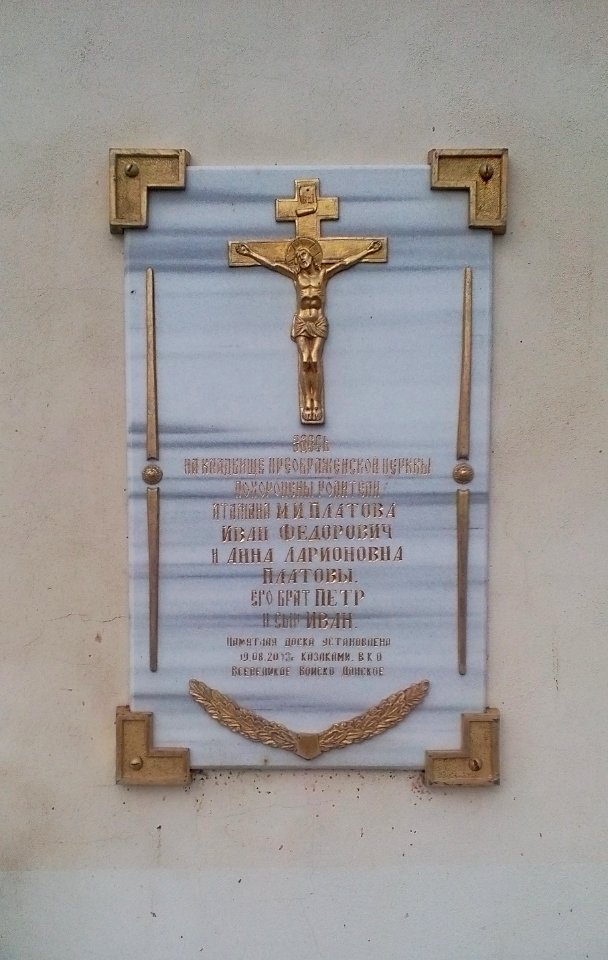 ЗДЕСЬ
НА КЛАДБИЩЕ ПРЕОБРАЖЕНСКОЙ ЦЕРКВЫ
ПОХОРОНЕНЫ РОДИТЕЛИ
АТАМАНА М И ПЛАТОВА
ИВАН ФЕДОРОВИЧ
И АННА ЛАРИОНОВНА
ПЛАТОВЫ.
ЕГО БРАТ ПЕТР
И СЫН ИВАН.
ПАМЯТНАЯ ДОСКА УСТАНОВЛЕНА
КАЗАКАМИ. В К О
ВСЕВЕЛИКОЕ ВОЙСКО ДОНСКОЕ